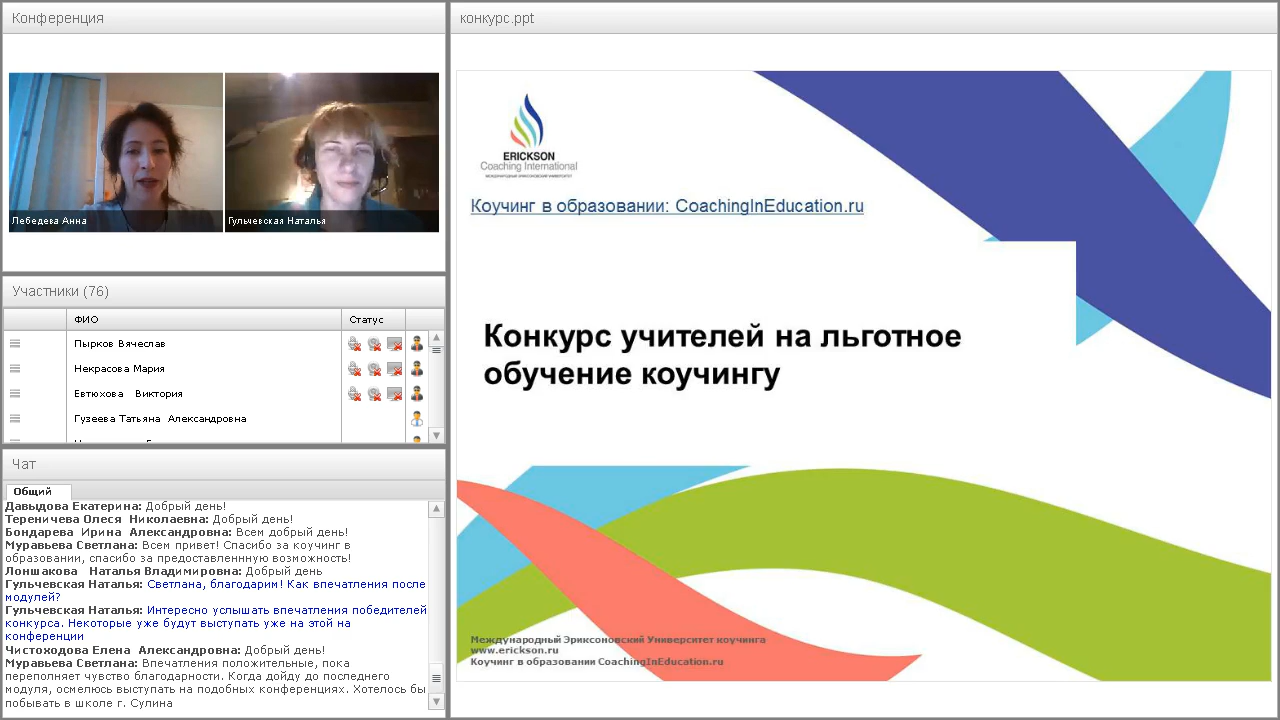 Конференция
Лебедева Анна
Гульчевская Наталья
Участники (76)
ФИО
Статус
Пырков Вячеслав
Некрасова Мария
Евтюхова Виктория
Гузеева Татьяна Александровна
Чат
Общий
Давыдова Екатерина: Добрый день!
Тереничева Олеся Николаевна: Добрый день!
Бондарева Ирина Александровна: Всем добрый день!
Муравьева Светлана: Всем привет! Спасибо за коучинг в
образовании, спасибо за предоставленную возможность!
Лоншакова Наталья Владимировна: Добрый день
Гульчевская Наталья: Светлана, благодарим! Как впечатления после
модулей?
Гульчевская Наталья: Интересно услышать впечатления победителей
конкурса. Некоторые уже будут выступать уже на этой на
конференции
Чукчукова Елена Александровна: Добрый день!
Муравьева Светлана: Впечатления положительные, пока
переполняет чувство благодарности. Когда дойду до последнего
модуля, осмелюсь выступать на подобных конференциях. Хотелось бы
побывать в школе г. Сулин
конкурс.ppt
ERICKSON
Coaching International
МЕЖДУНАРОДНЫЙ ЭРИКСОНОВСКИЙ УНИВЕРСИТЕТ
Коучинг в образовании: CoachingInEducation.ru
Конкурс учителей на льготное
обучение коучингу
Международный Эриксоновский Университет коучинга
www.erickson.ru
Коучинг в образовании CoachingInEducation.ru